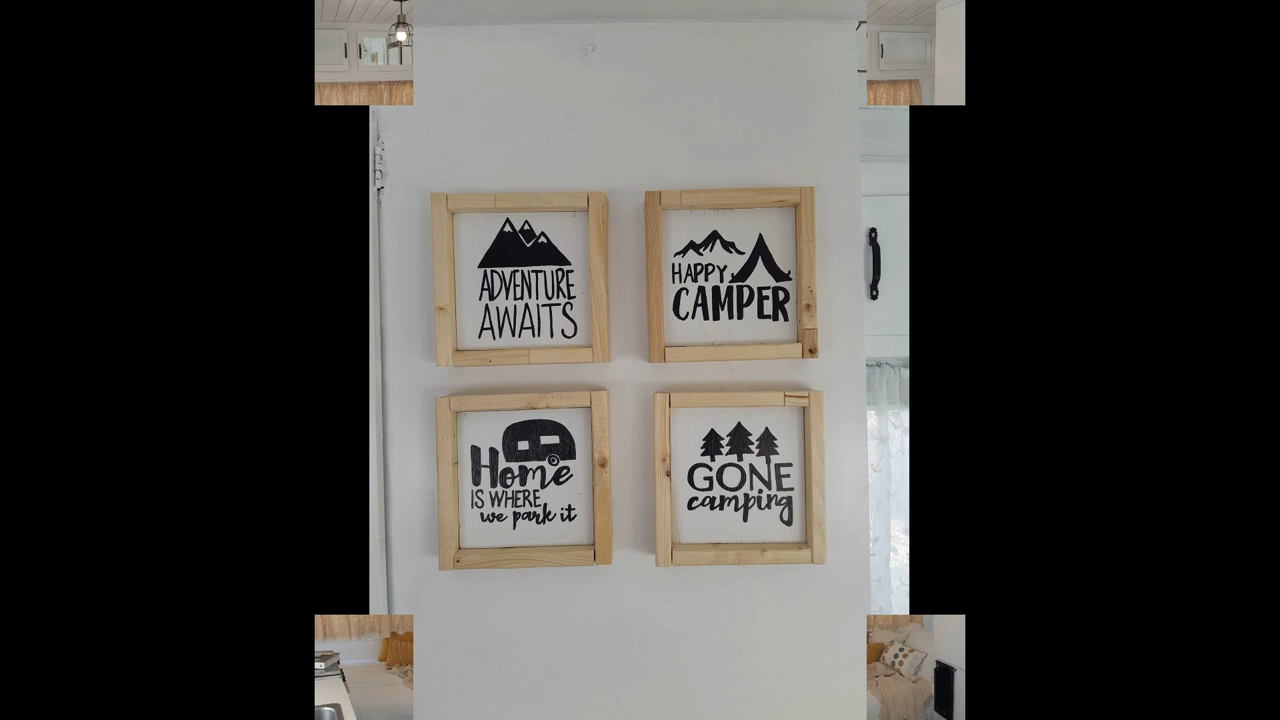 ADVENTURE
AWAITS
HAPPY
CAMPER
Home
IS WHERE
we park it
GONE
camping